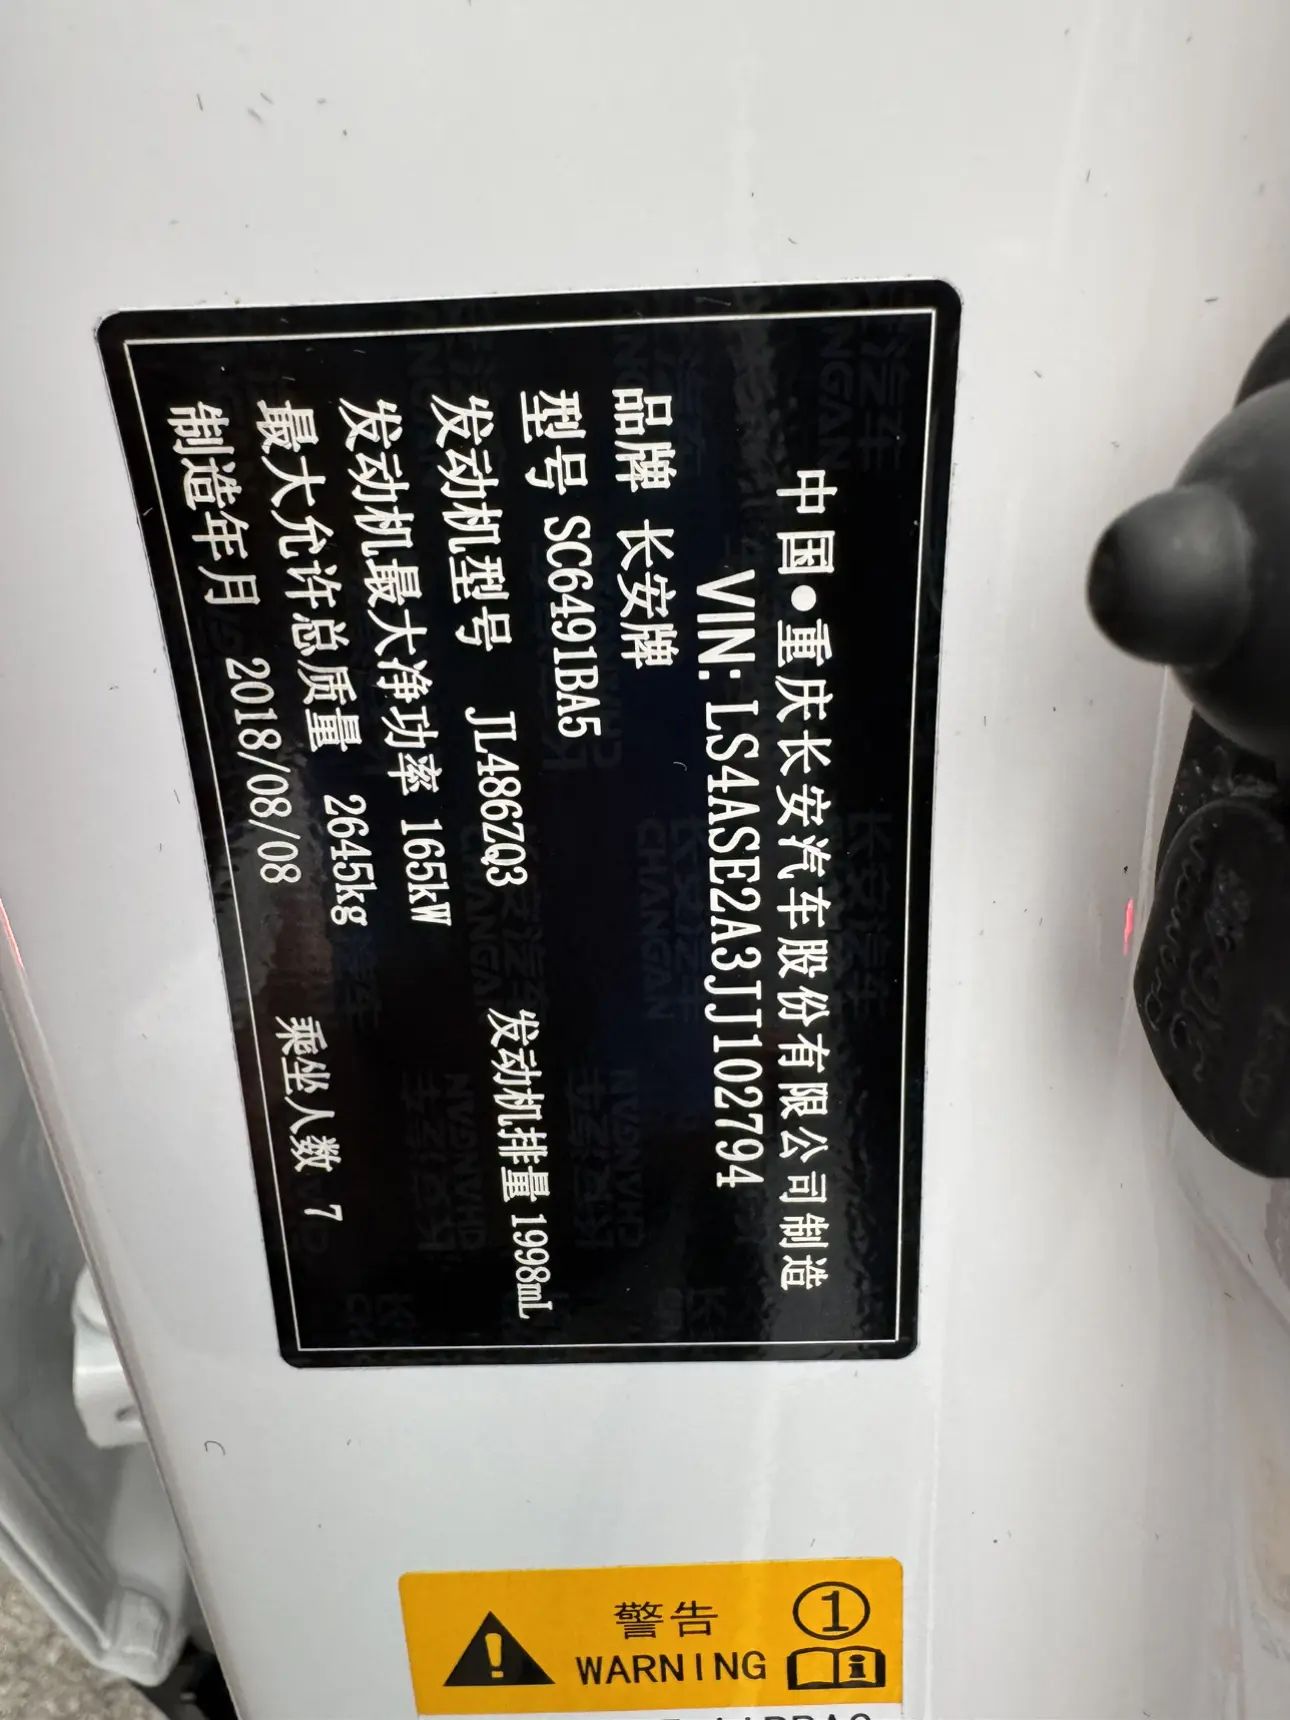 中国•重庆长安汽车股份有限公司制造
VIN:LS4ASE2A3JJ102794
品牌 长安牌
型号 SC6491BA5
发动机型号 JL486ZQ3 发动机排量 1998mL
发动机最大净功率 165kW
最大允许总质量 2645kg
制造年月 2018/08/08 乘坐人数 7
警告 1
WARNING i